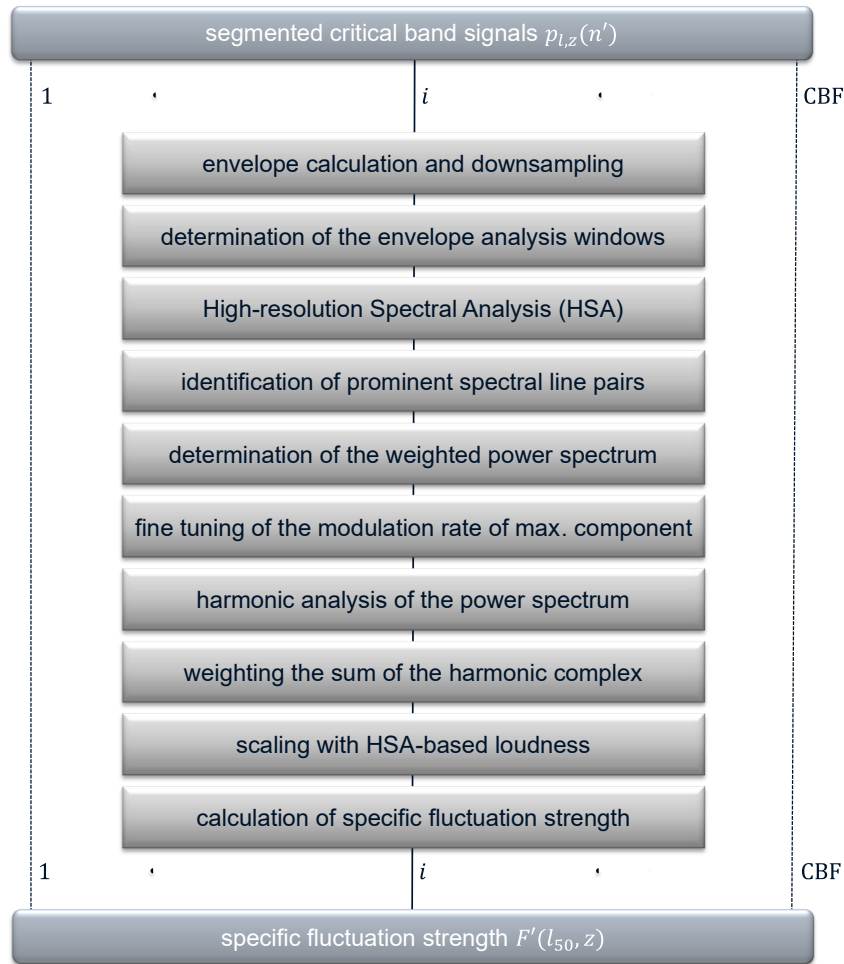 segmented critical band signals p_{l,z}(n′)
1 i CBF
envelope calculation and downsampling
determination of the envelope analysis windows
High-resolution Spectral Analysis (HSA)
identification of prominent spectral line pairs
determination of the weighted power spectrum
fine tuning of the modulation rate of max. component
harmonic analysis of the power spectrum
weighting the sum of the harmonic complex
scaling with HSA-based loudness
calculation of specific fluctuation strength
1 i CBF
specific fluctuation strength F′(l_{50}, z)